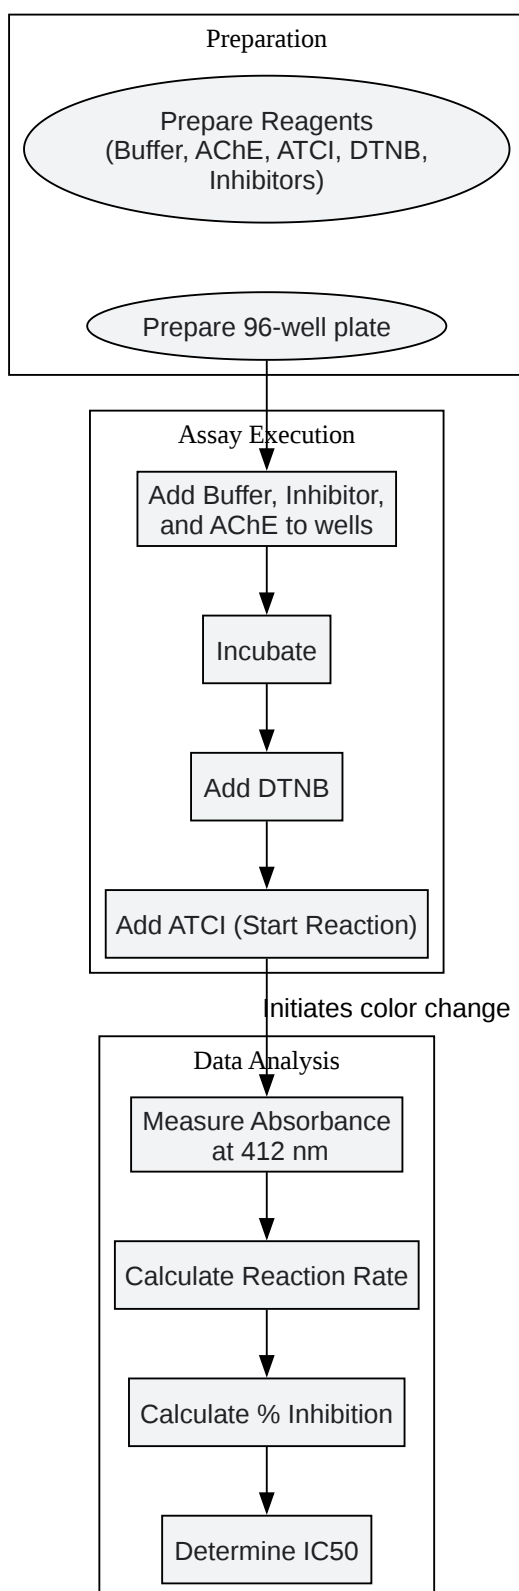 Preparation
Prepare Reagents
(Buffer, AChE, ATCI, DTNB,
Inhibitors)
Prepare 96-well plate
Assay Execution
Add Buffer, Inhibitor,
and AChE to wells
Incubate
Add DTNB
Add ATCI (Start Reaction)
Initiates color change
Data Analysis
Measure Absorbance
at 412 nm
Calculate Reaction Rate
Calculate % Inhibition
Determine IC50